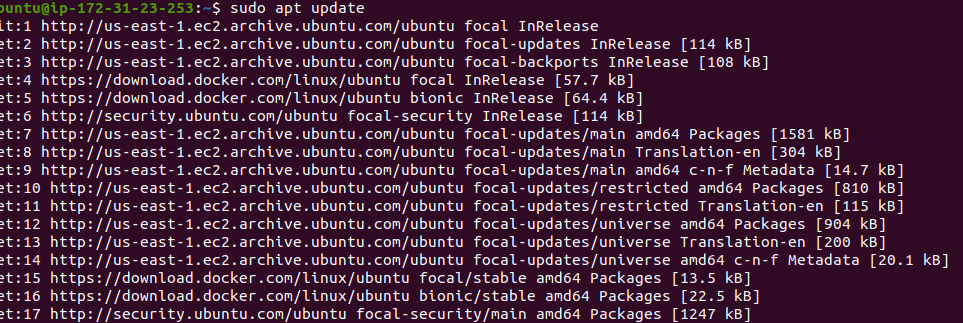 ubuntu@ip-172-31-23-253:~$ sudo apt update
it:1 http://us-east-1.ec2.archive.ubuntu.com/ubuntu focal InRelease
et:2 http://us-east-1.ec2.archive.ubuntu.com/ubuntu focal-updates InRelease [114 kB]
et:3 http://us-east-1.ec2.archive.ubuntu.com/ubuntu focal-backports InRelease [108 kB]
et:4 https://download.docker.com/linux/ubuntu focal InRelease [57.7 kB]
et:5 https://download.docker.com/linux/ubuntu bionic InRelease [64.4 kB]
et:6 http://security.ubuntu.com/ubuntu focal-security InRelease [114 kB]
et:7 http://us-east-1.ec2.archive.ubuntu.com/ubuntu focal-updates/main amd64 Packages [1581 kB]
et:8 http://us-east-1.ec2.archive.ubuntu.com/ubuntu focal-updates/main Translation-en [304 kB]
et:9 http://us-east-1.ec2.archive.ubuntu.com/ubuntu focal-updates/main amd64 c-n-f Metadata [14.7 kB]
et:10 http://us-east-1.ec2.archive.ubuntu.com/ubuntu focal-updates/restricted amd64 Packages [810 kB]
et:11 http://us-east-1.ec2.archive.ubuntu.com/ubuntu focal-updates/restricted Translation-en [115 kB]
et:12 http://us-east-1.ec2.archive.ubuntu.com/ubuntu focal-updates/universe amd64 Packages [904 kB]
et:13 http://us-east-1.ec2.archive.ubuntu.com/ubuntu focal-updates/universe Translation-en [200 kB]
et:14 http://us-east-1.ec2.archive.ubuntu.com/ubuntu focal-updates/universe amd64 c-n-f Metadata [20.1 kB]
et:15 https://download.docker.com/linux/ubuntu focal/stable amd64 Packages [13.5 kB]
et:16 https://download.docker.com/linux/ubuntu bionic/stable amd64 Packages [22.5 kB]
et:17 http://security.ubuntu.com/ubuntu focal-security/main amd64 Packages [1247 kB]